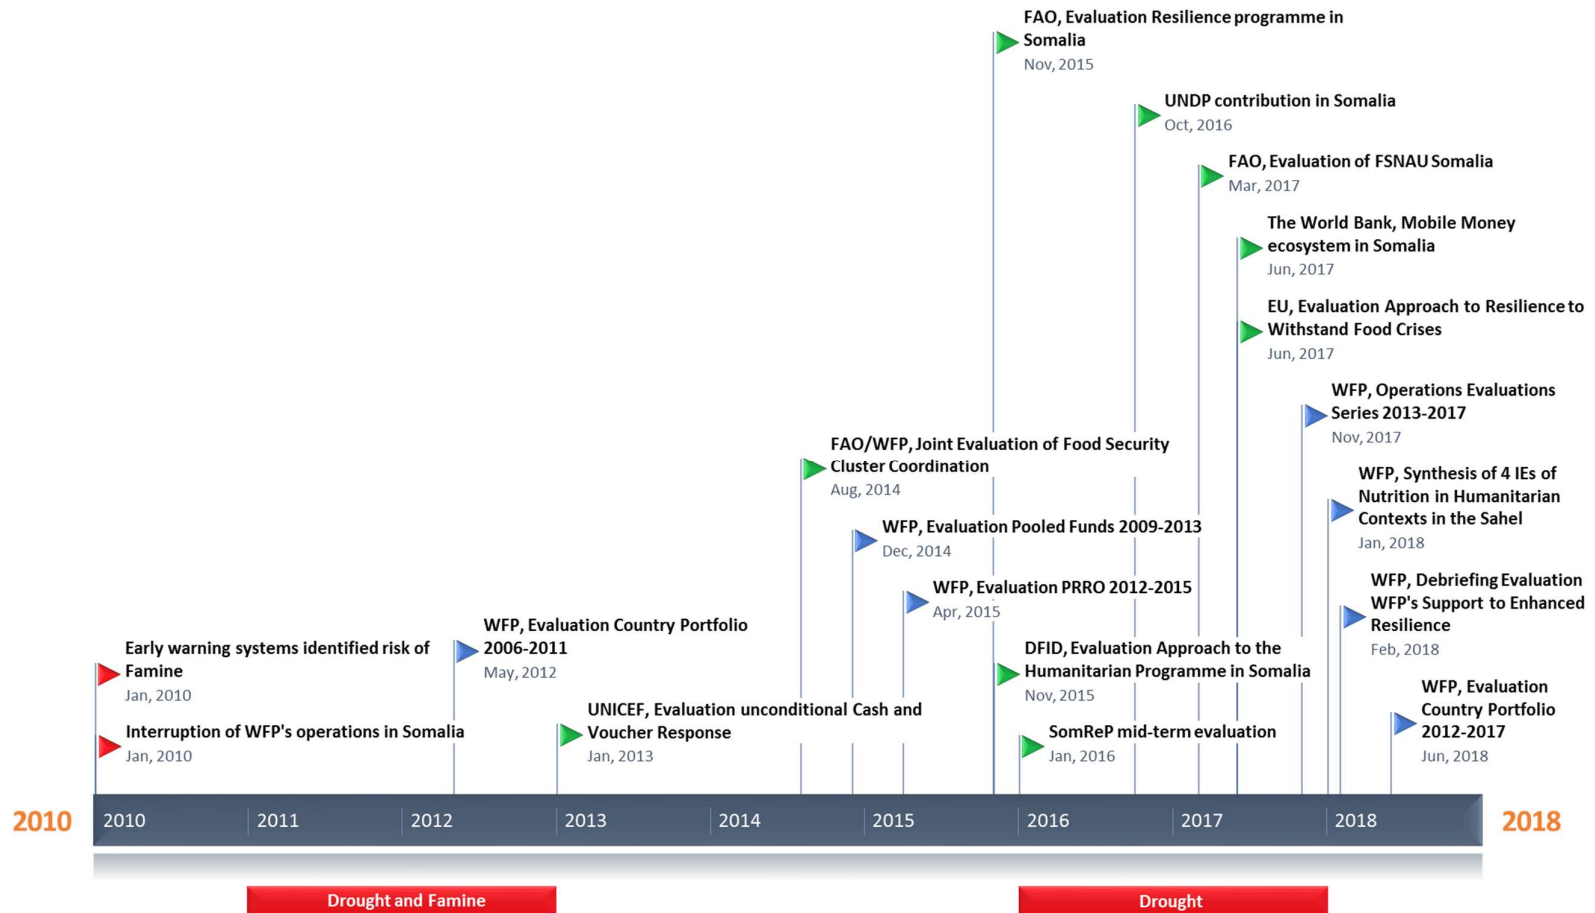 FAO, Evaluation Resilience programme in
Somalia
Nov, 2015
UNDP contribution in Somalia
Oct, 2016
FAO, Evaluation of FSNAU Somalia
Mar, 2017
The World Bank, Mobile Money
ecosystem in Somalia
Jun, 2017
EU, Evaluation Approach to Resilience to
Withstand Food Crises
Jun, 2017
WFP, Operations Evaluations
Series 2013-2017
Nov, 2017
FAO/WFP, Joint Evaluation of Food Security
Cluster Coordination
Aug, 2014
WFP, Synthesis of 4 IEs of
Nutrition in Humanitarian
Contexts in the Sahel
Jan, 2018
WFP, Evaluation Pooled Funds 2009-2013
Dec, 2014
WFP, Evaluation PRRO 2012-2015
Apr, 2015
WFP, Debriefing Evaluation
WFP's Support to Enhanced
Resilience
Feb, 2018
Early warning systems identified risk of
Famine
Jan, 2010
WFP, Evaluation Country Portfolio
2006-2011
May, 2012
DFID, Evaluation Approach to the
Humanitarian Programme in Somalia
Nov, 2015
WFP, Evaluation
Country Portfolio
2012-2017
Jun, 2018
Interruption of WFP's operations in Somalia
Jan, 2010
UNICEF, Evaluation unconditional Cash and
Voucher Response
Jan, 2013
SomReP mid-term evaluation
Jan, 2016
2010
2010
2011
2012
2013
2014
2015
2016
2017
2018
2018
Drought and Famine
Drought